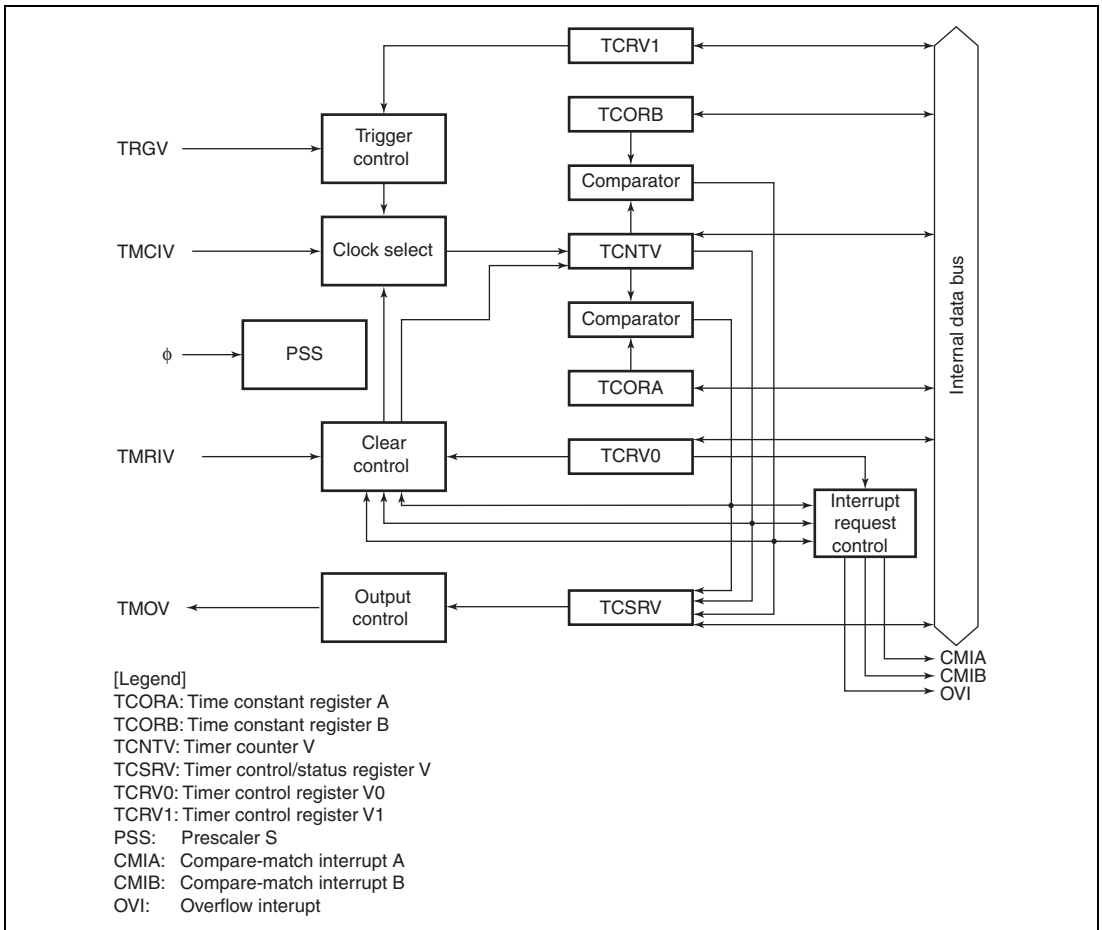 TCRV1
TCORB
Trigger
control
TRGV
Comparator
TMCIV
Clock select
TCNTV
Comparator
φ
PSS
TCORA
Internal data bus
Clear
control
TMRIV
TCRV0
Interrupt
request
control
Output
control
TMOV
TCSRV
CMIA
CMIB
OVI
[Legend]
TCORA: Time constant register A
TCORB: Time constant register B
TCNTV: Timer counter V
TCSRV: Timer control/status register V
TCRV0: Timer control register V0
TCRV1: Timer control register V1
PSS: Prescaler S
CMIA: Compare-match interrupt A
CMIB: Compare-match interrupt B
OVI: Overflow interupt